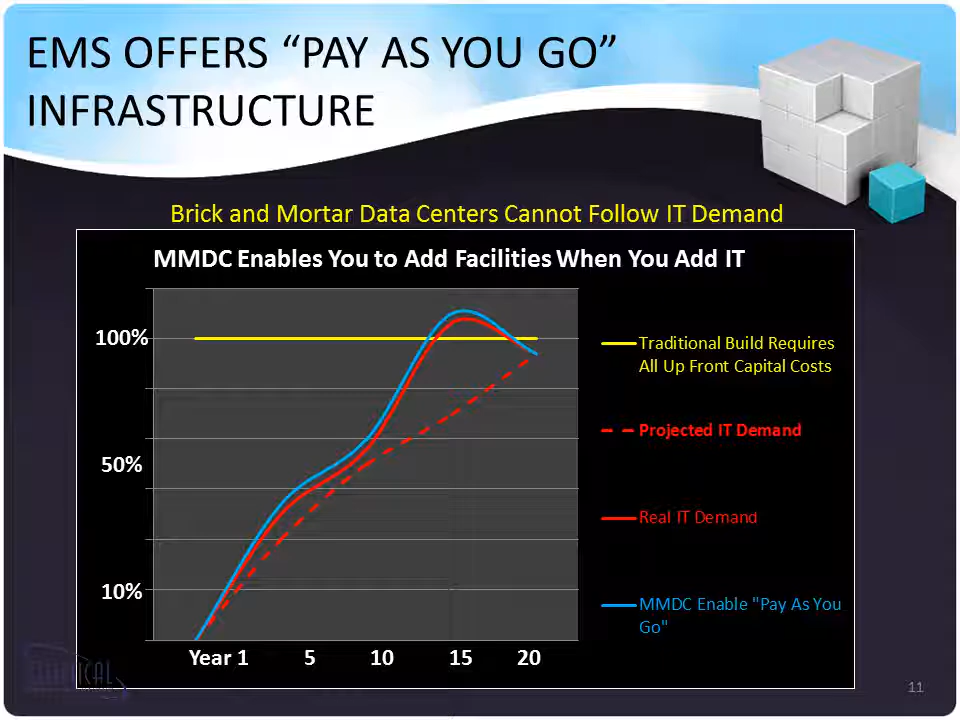 EMS OFFERS “PAY AS YOU GO”
INFRASTRUCTURE
Brick and Mortar Data Centers Cannot Follow IT Demand
MMDC Enables You to Add Facilities When You Add IT
100%
50%
10%
Year 1 5 10 15 20
Traditional Build Requires
All Up Front Capital Costs
Projected IT Demand
Real IT Demand
MMDC Enable "Pay As You
Go"
11